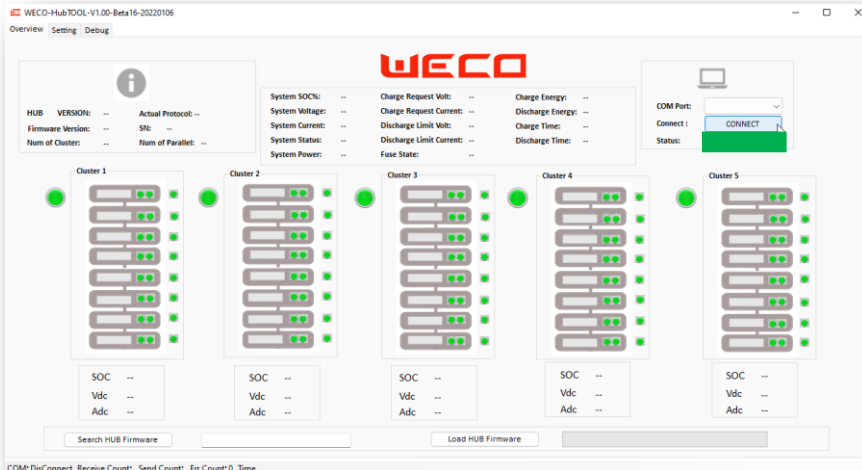 WECO-HubTOOL-V1.00-Beta16-20220106
Overview Setting Debug
WECO
HUB VERSION: -- Actual Protocol: --
Firmware Version: -- SN: --
Num of Cluster: -- Num of Parallel: --
System SOC%: -- Charge Request Volt: -- Charge Energy: --
System Voltage: -- Charge Request Current: -- Discharge Energy: --
System Current: -- Discharge Limit Volt: -- Charge Time: --
System Status: -- Discharge Limit Current: -- Discharge Time: --
System Power: -- Fuse State: --
COM Port:
Connect : CONNECT
Status:
Cluster 1 Cluster 2 Cluster 3 Cluster 4 Cluster 5
SOC -- SOC -- SOC -- SOC -- SOC --
Vdc -- Vdc -- Vdc -- Vdc -- Vdc --
Adc -- Adc -- Adc -- Adc -- Adc --
Search HUB Firmware Load HUB Firmware
COM: DisConnect Receive Count: Send Count: Err Count: 0 Time